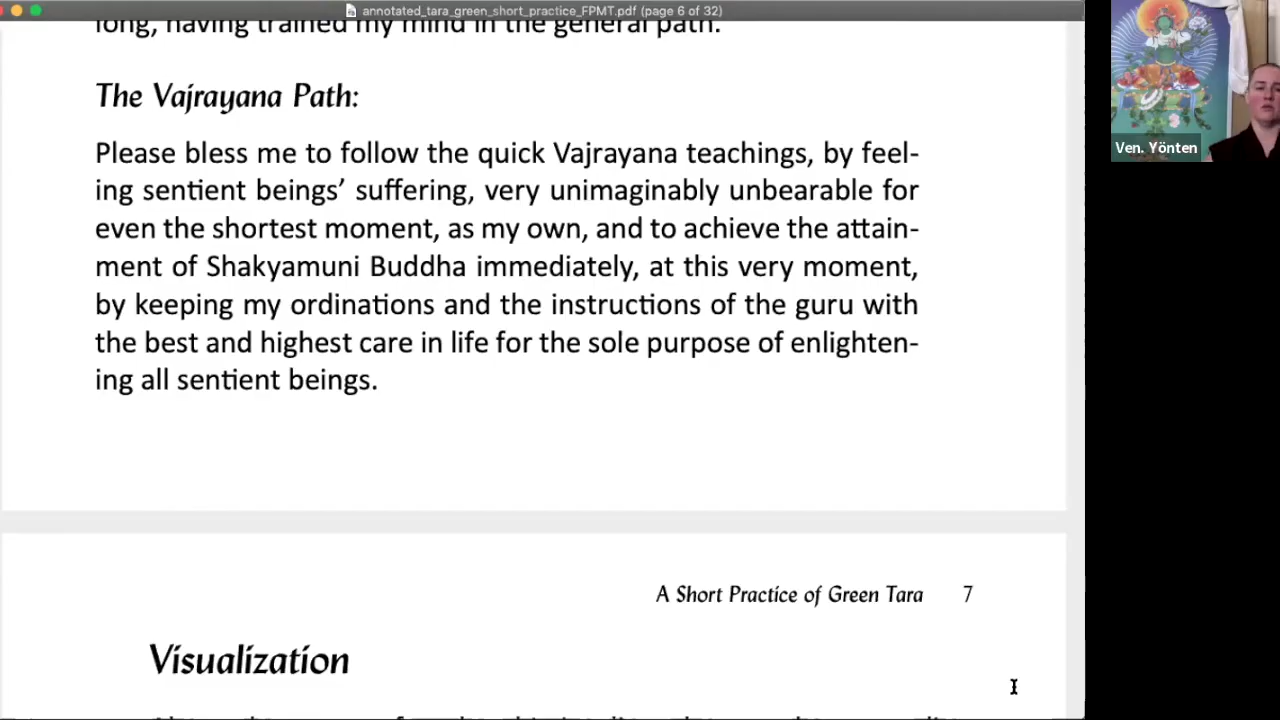 annotated_tara_green_short_practice_FPMT.pdf (page 6 of 32)
long, having trained my mind in the general path.
The Vajrayana Path:
Please bless me to follow the quick Vajrayana teachings, by feel-
ing sentient beings’ suffering, very unimaginably unbearable for
even the shortest moment, as my own, and to achieve the attain-
ment of Shakyamuni Buddha immediately, at this very moment,
by keeping my ordinations and the instructions of the guru with
the best and highest care in life for the sole purpose of enlighten-
ing all sentient beings.
A Short Practice of Green Tara 7
Visualization
Ven. Yönten